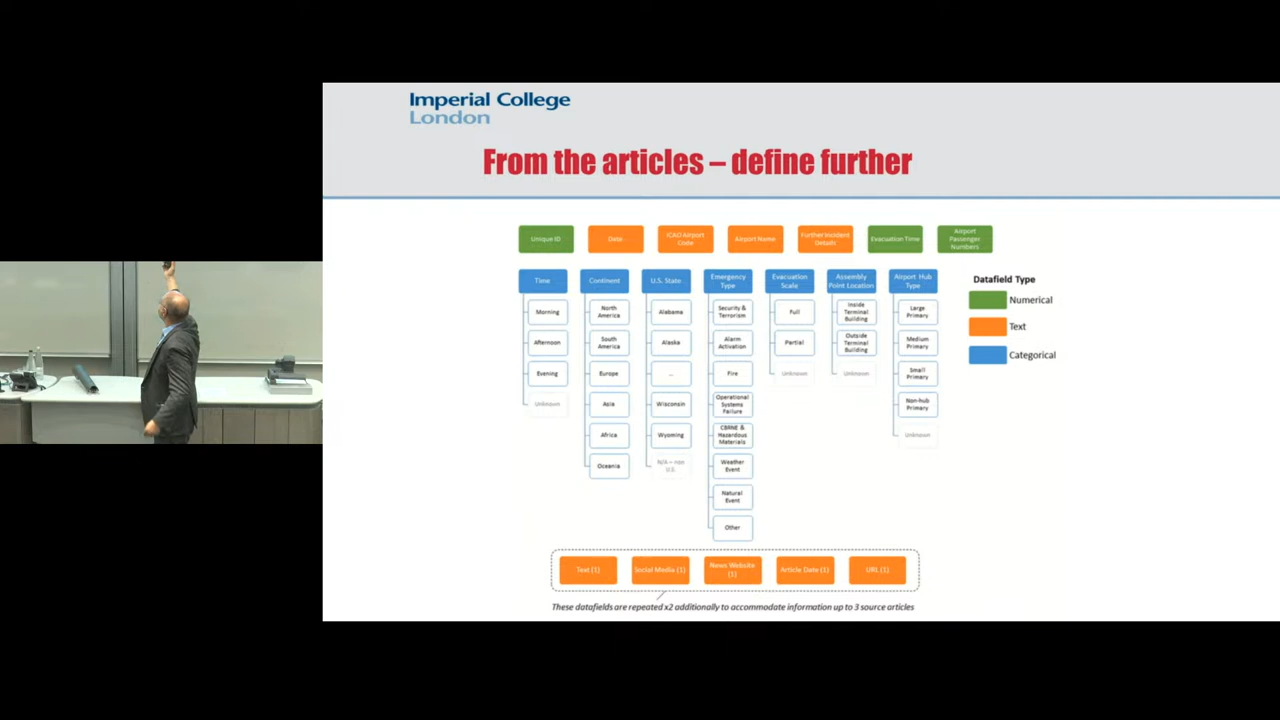 Imperial College
London
From the articles – define further
Unique ID
Date
ICAO Airport
Code
Airport Name
Further Incident
Details
Evacuation Time
Airport
Passenger
Numbers
Time
Morning
Afternoon
Evening
Unknown
Continent
North
America
South
America
Europe
Asia
Africa
Oceania
U.S. State
Alabama
Alaska
...
Wisconsin
Wyoming
N/A – non
U.S.
Emergency
Type
Security &
Terrorism
Alarm
Activation
Fire
Operational
Systems
Failure
CBRNE &
Hazardous
Materials
Weather
Event
Natural
Event
Other
Evacuation
Scale
Full
Partial
Unknown
Assembly
Point Location
Inside
Terminal
Building
Outside
Terminal
Building
Unknown
Airport Hub
Type
Large
Primary
Medium
Primary
Small
Primary
Non-hub
Primary
Unknown
Datafield Type
Numerical
Text
Categorical
Text (1)
Social Media (1)
News Website
(1)
Article Date (1)
URL (1)
These datafields are repeated x2 additionally to accommodate information up to 3 source articles